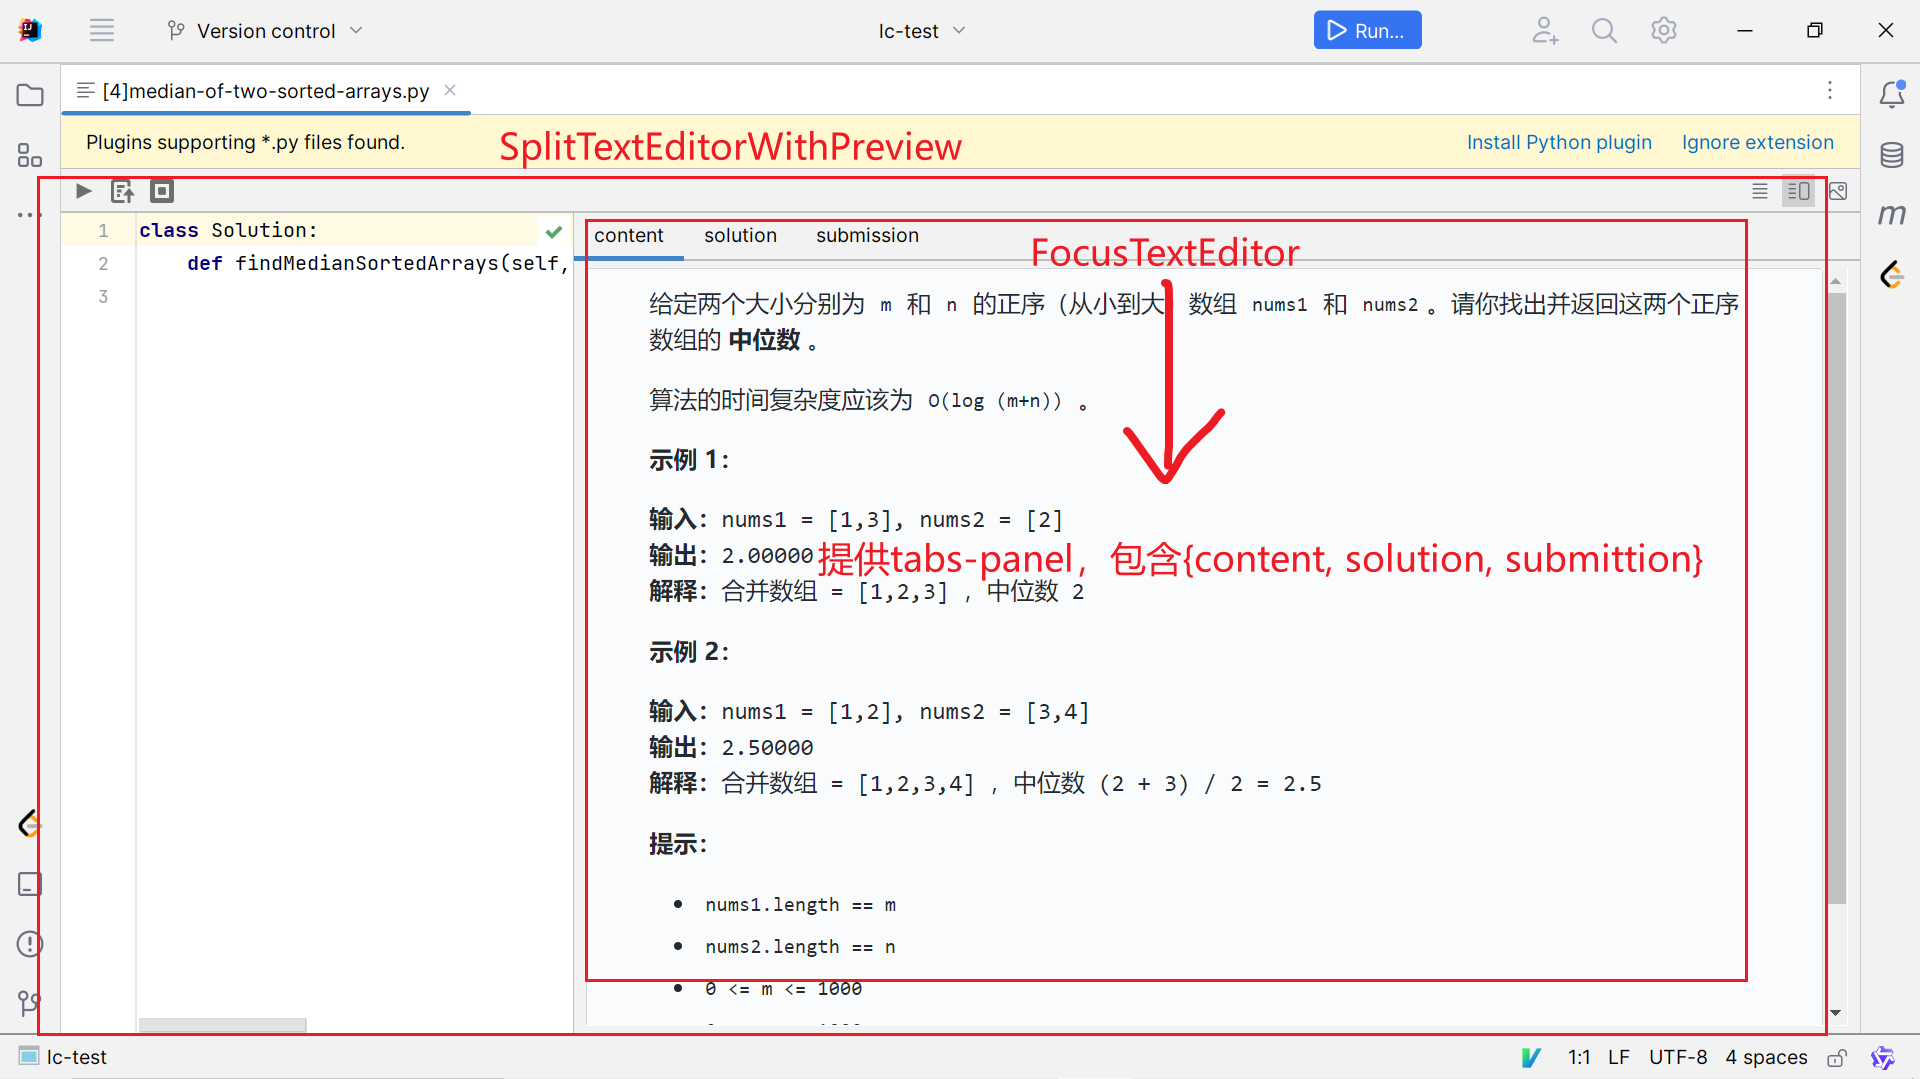 Version control
lc-test
Run...
[4]median-of-two-sorted-arrays.py
Plugins supporting *.py files found.
SplitTextEditorWithPreview
Install Python plugin
Ignore extension
1 class Solution:
2 def findMedianSortedArrays(self,
3
content solution submission
FocusTextEditor
给定两个大小分别为 m 和 n 的正序（从小到大）数组 nums1 和 nums2。请你找出并返回这两个正序
数组的 中位数 。
算法的时间复杂度应该为 O(log (m+n)) 。
示例 1：
输入：nums1 = [1,3], nums2 = [2]
输出：2.00000
提供tabs-panel，包含{content, solution, submittion}
解释：合并数组 = [1,2,3] ，中位数 2
示例 2：
输入：nums1 = [1,2], nums2 = [3,4]
输出：2.50000
解释：合并数组 = [1,2,3,4] ，中位数 (2 + 3) / 2 = 2.5
提示：
nums1.length == m
nums2.length == n
0 <= m <= 1000
m
lc-test
1:1 LF UTF-8 4 spaces